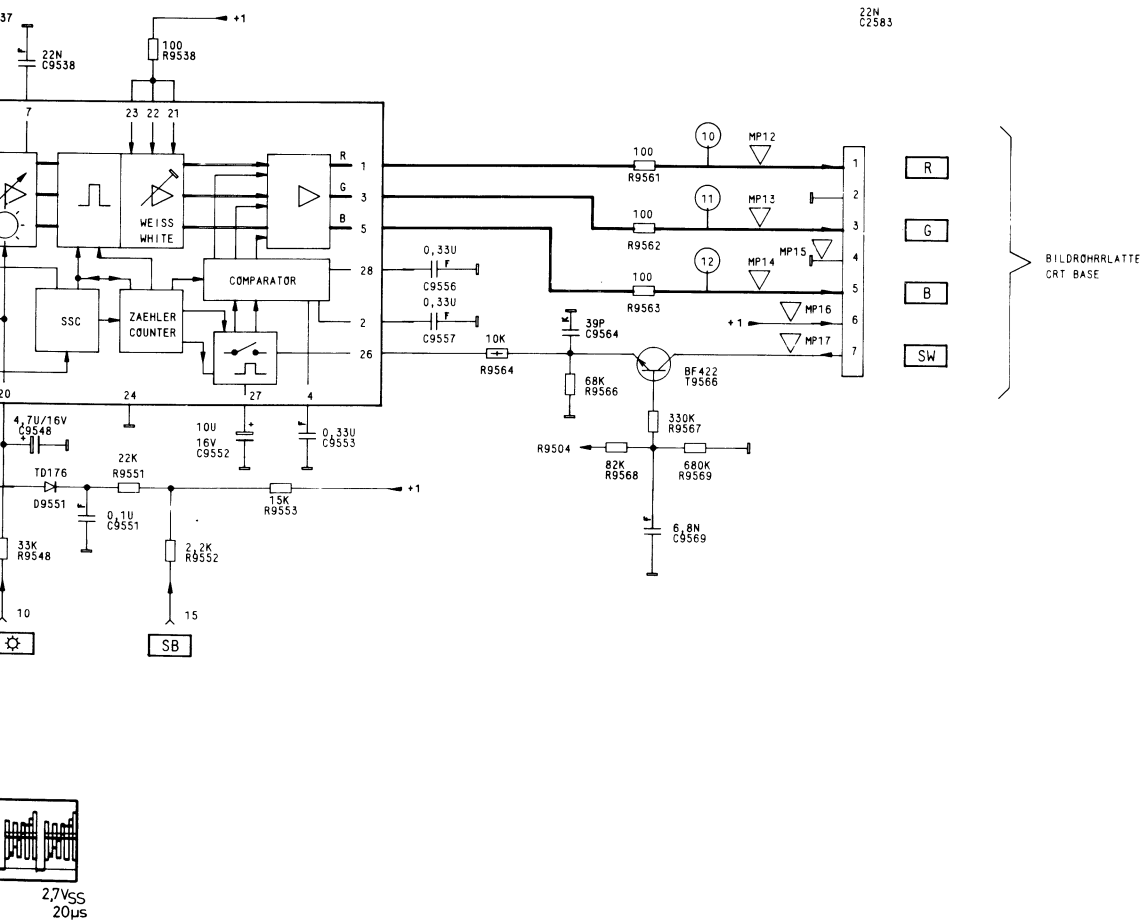 37
+1
22N
C2583
22N
C9538
100
R9538
7
23 22 21
R
1
G
3
B
5
WEISS
WHITE
28
COMPARATOR
2
26
SSC
ZAEHLER
COUNTER
20
24
27
4
100
R9561
10
MP12
1
R
2
100
R9562
11
MP13
3
G
MP15
4
100
R9563
12
MP14
5
B
+1
MP16
6
MP17
7
SW
BILDROHRRLATTE
CRT BASE
0,33U
F
C9556
0,33U
F
C9557
10K
R9564
39P
C9564
68K
R9566
BF422
T9566
330K
R9567
R9504
82K
R9568
680K
R9569
6,8N
C9569
4,7U/16V
C9548
10U
16V
C9552
0,33U
C9553
TD176
D9551
22K
R9551
15K
R9553
+1
0,1U
C9551
33K
R9548
2,2K
R9552
10
15
SB
2,7VSS
20µs